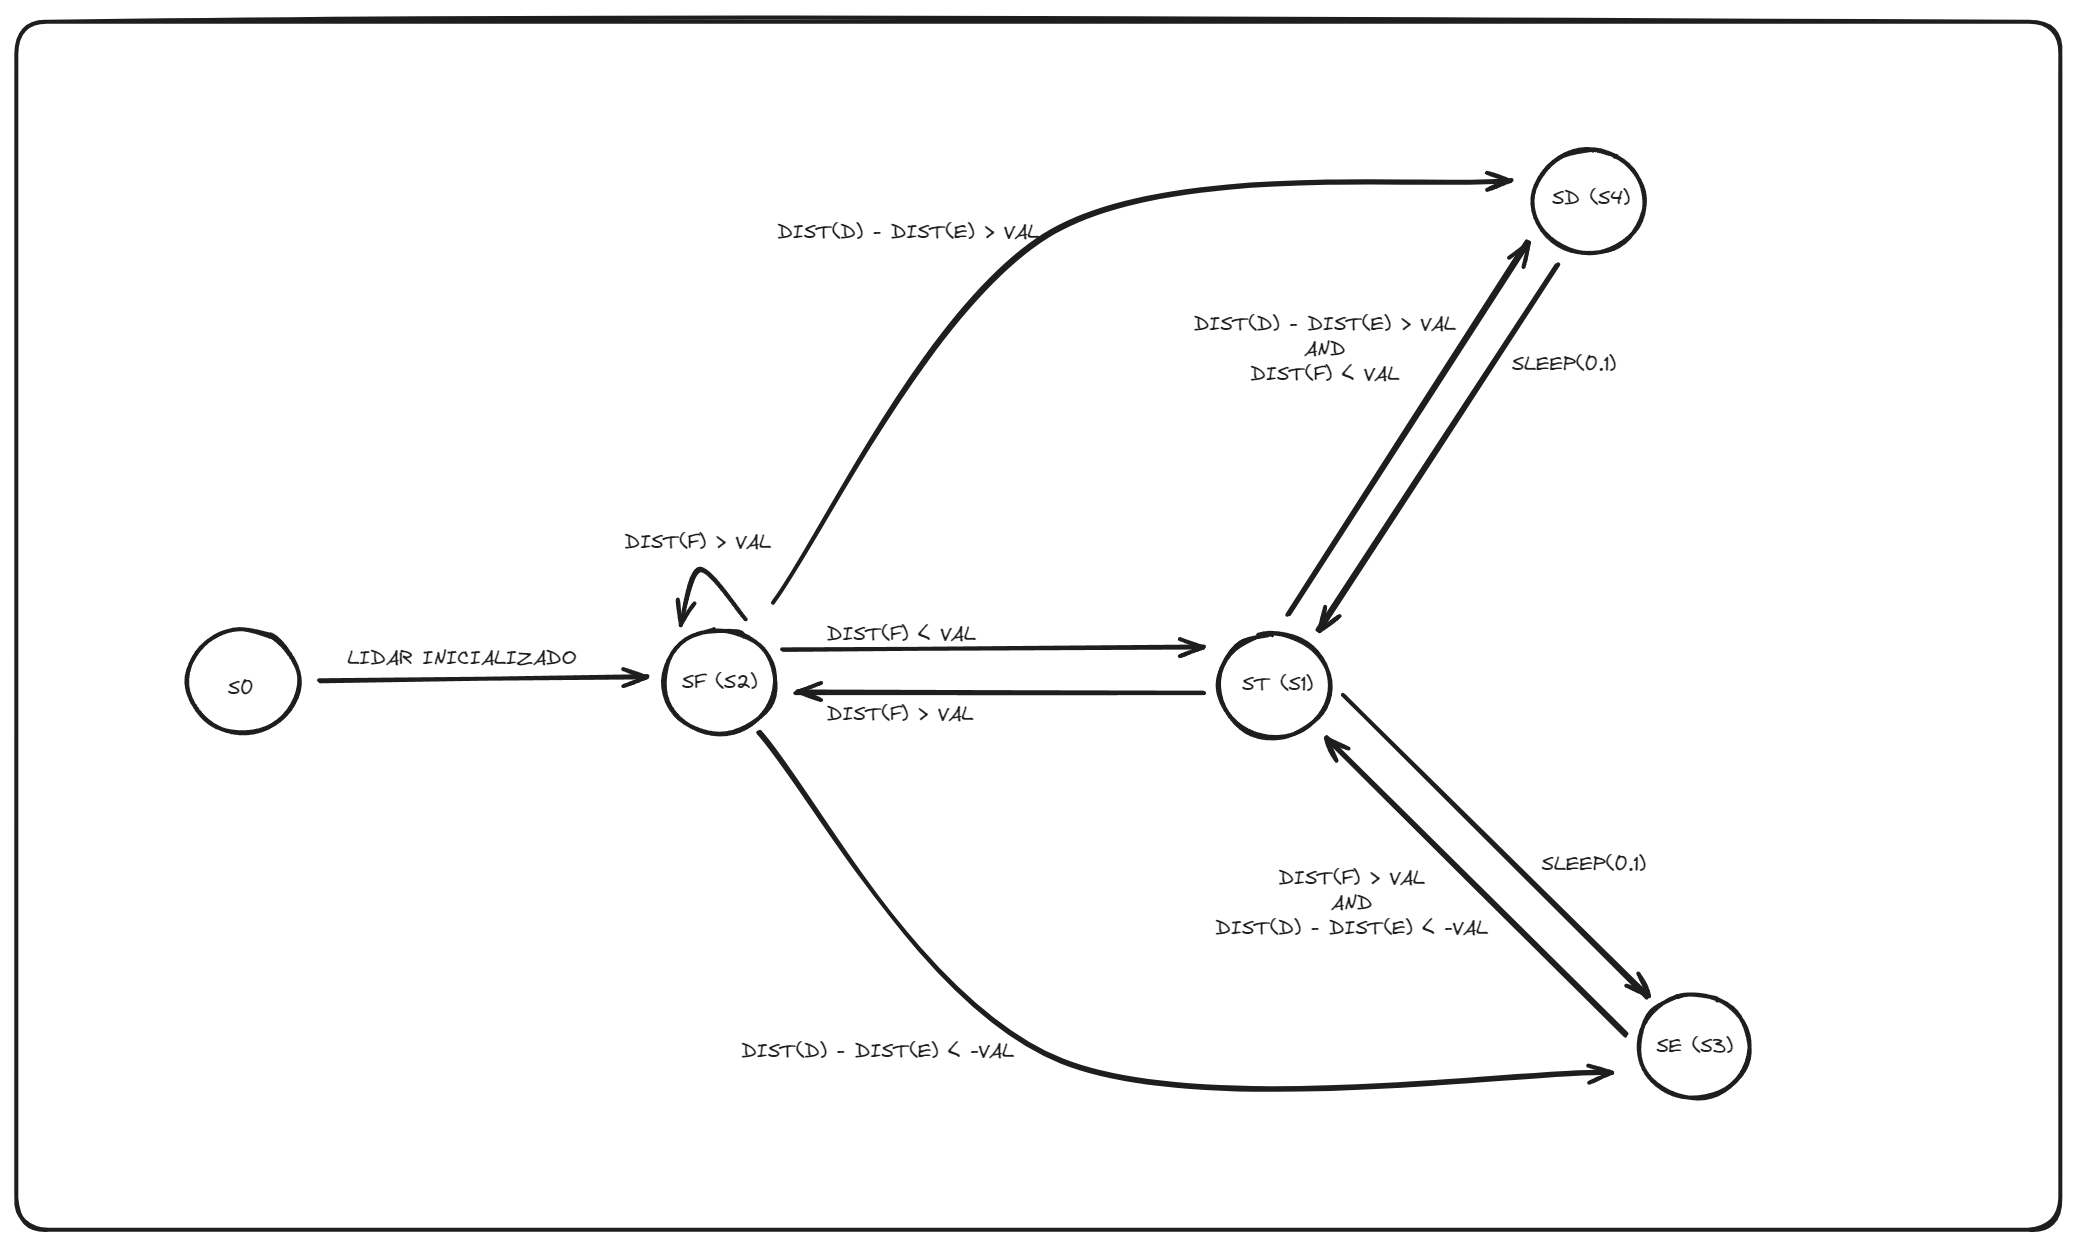 SD (S4)
DIST(D) - DIST(E) > VAL
DIST(D) - DIST(E) > VAL
AND
DIST(F) < VAL
SLEEP(0.1)
DIST(F) > VAL
DIST(F) < VAL
LIDAR INICIALIZADO
S0
SF (S2)
ST (S1)
DIST(F) > VAL
SLEEP(0.1)
DIST(F) > VAL
AND
DIST(D) - DIST(E) < -VAL
DIST(D) - DIST(E) < -VAL
SE (S3)